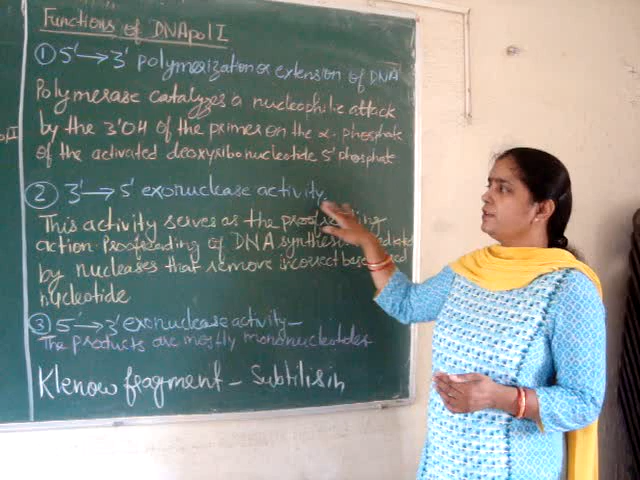 Functions of DNA pol I
① 5' → 3' polymerization or extension of DNA
Polymerase catalyzes a nucleophilic attack
by the 3'OH of the primer on the α-phosphate
of the activated deoxyribonucleotide 5' phosphate
② 3' → 5' exonuclease activity
This activity serves as the proofreading
action. Proofreading of DNA synthesis
by nucleases that remove incorrect base
nucleotide
③ 5' → 3' exonuclease activity-
The products are mostly mononucleotides
Klenow fragment - Subtilisin